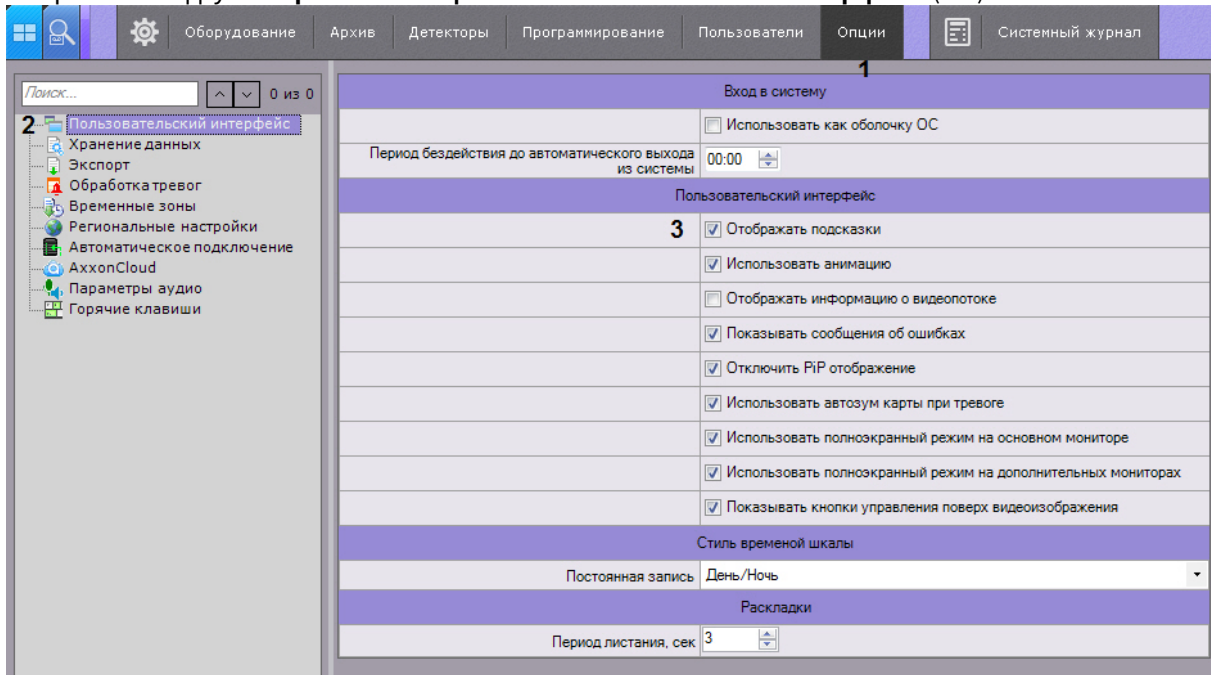 Оборудование Архив Детекторы Программирование Пользователи Опции Системный журнал
1
Поиск... 0 из 0
2 Пользовательский интерфейс
Хранение данных
Экспорт
Обработка тревог
Временные зоны
Региональные настройки
Автоматическое подключение
AxxonCloud
Параметры аудио
Горячие клавиши
Вход в систему
Использовать как оболочку ОС
Период бездействия до автоматического выхода из системы 00:00
Пользовательский интерфейс
3 Отображать подсказки
Использовать анимацию
Отображать информацию о видеопотоке
Показывать сообщения об ошибках
Отключить PiP отображение
Использовать автозум карты при тревоге
Использовать полноэкранный режим на основном мониторе
Использовать полноэкранный режим на дополнительных мониторах
Показывать кнопки управления поверх видеоизображения
Стиль временой шкалы
Постоянная запись День/Ночь
Раскладки
Период листания, сек 3